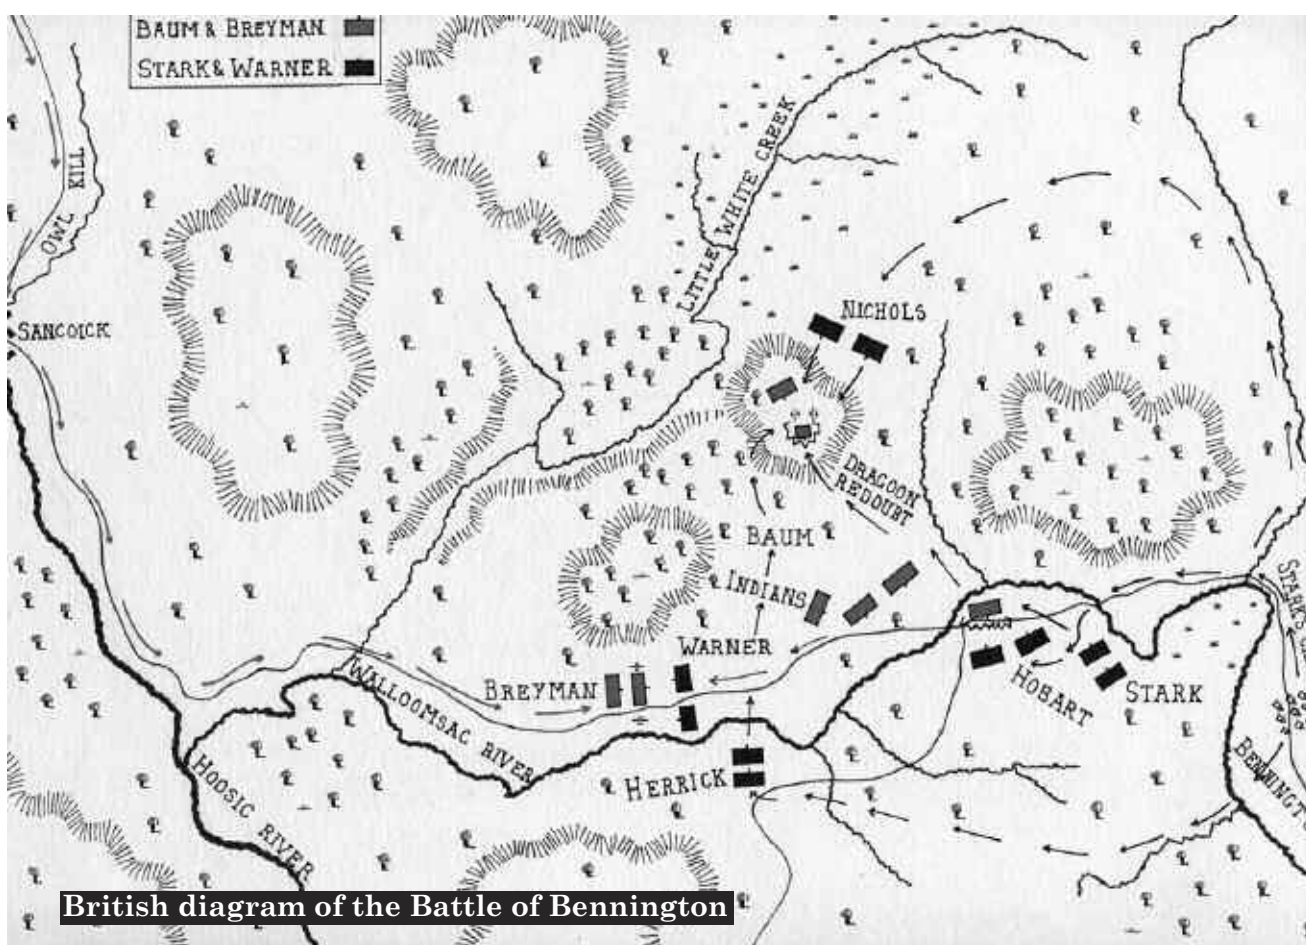 BAUM & BREYMAN
STARK & WARNER
OWL KILL
LITTLE WHITE CREEK
SANCOICK
NICHOLS
DRAGOON
REDOUBT
BAUM
INDIANS
WARNER
BREYMAN
HOBART
STARK
WALLOOMSAC RIVER
HERRICK
HOOSIC RIVER
British diagram of the Battle of Bennington